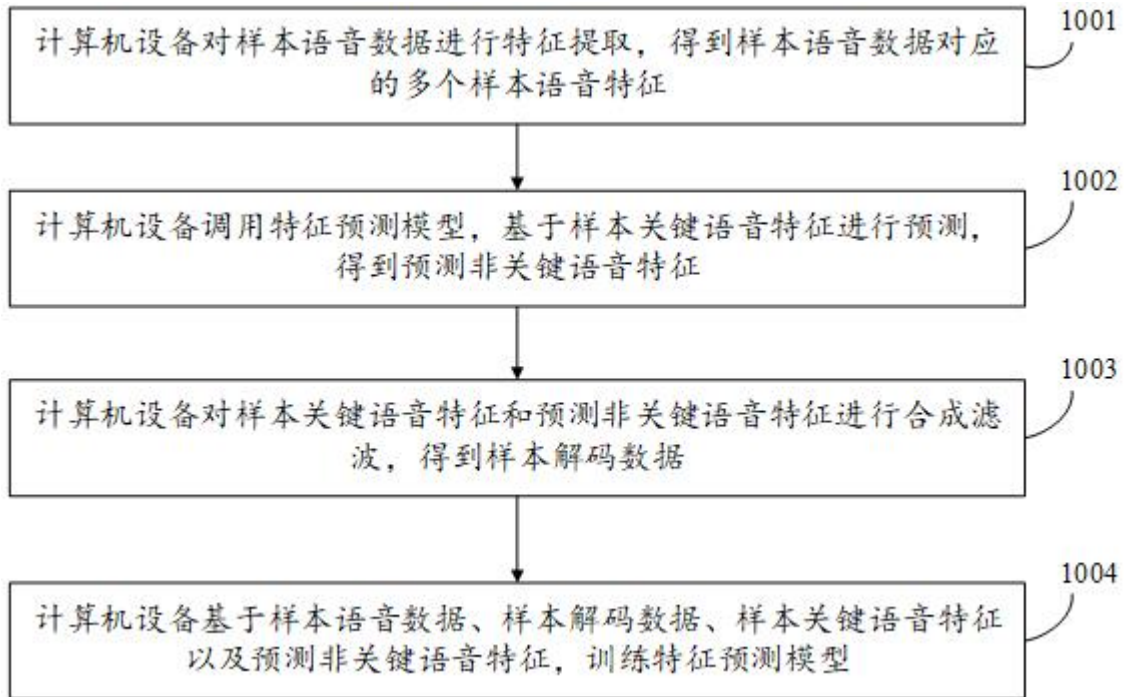 计算机设备对样本语音数据进行特征提取，得到样本语音数据对应
的多个样本语音特征
1001
计算机设备调用特征预测模型，基于样本关键语音特征进行预测，
得到预测非关键语音特征
1002
计算机设备对样本关键语音特征和预测非关键语音特征进行合成滤
波，得到样本解码数据
1003
计算机设备基于样本语音数据、样本解码数据、样本关键语音特征
以及预测非关键语音特征，训练特征预测模型
1004